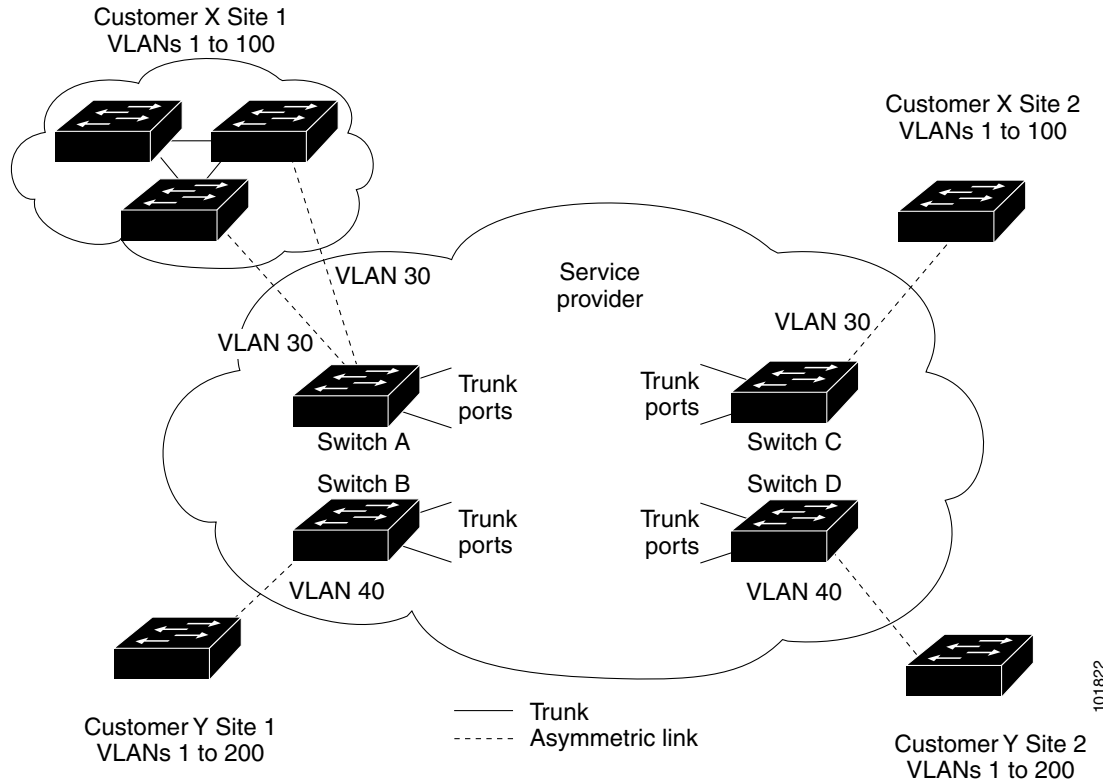 Customer X Site 1
VLANs 1 to 100
Customer X Site 2
VLANs 1 to 100
VLAN 30
Service
provider
VLAN 30
VLAN 30
Trunk
ports
Trunk
ports
Switch A
Switch C
Switch B
Switch D
Trunk
ports
Trunk
ports
VLAN 40
VLAN 40
Customer Y Site 1
VLANs 1 to 200
Trunk
Asymmetric link
Customer Y Site 2
VLANs 1 to 200
101822